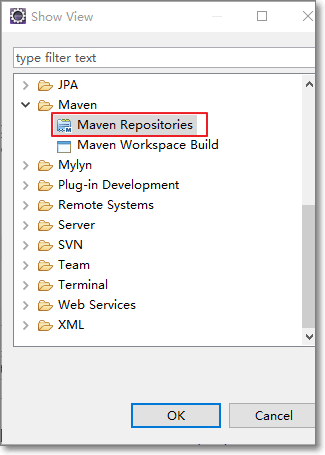 Show View
type filter text
JPA
Maven
Maven Repositories
Maven Workspace Build
Mylyn
Plug-in Development
Remote Systems
Server
SVN
Team
Terminal
Web Services
XML
OK
Cancel